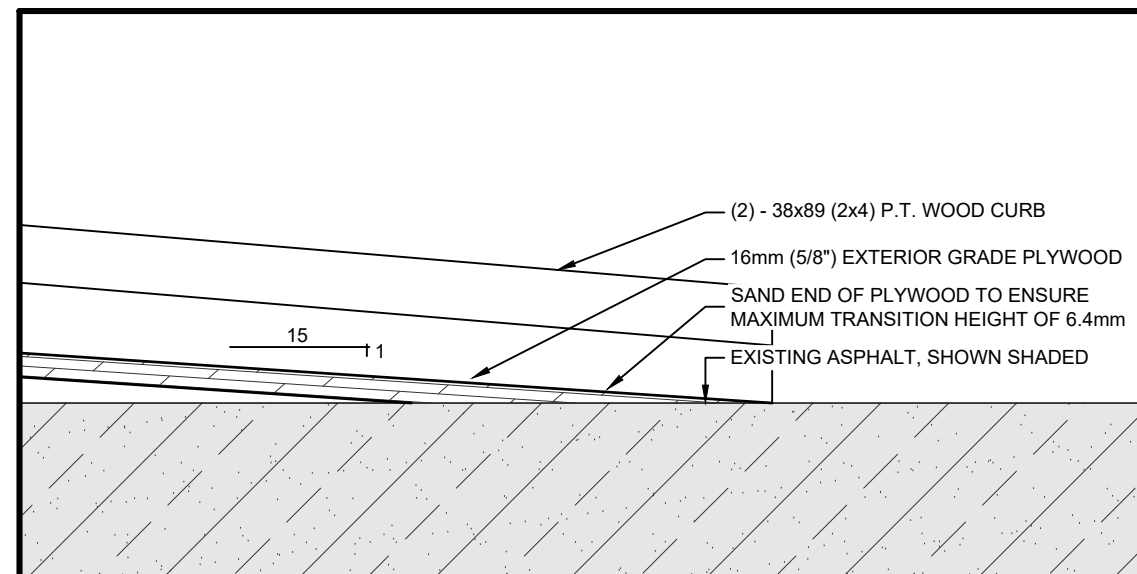 (2) - 38x89 (2x4) P.T. WOOD CURB
16mm (5/8") EXTERIOR GRADE PLYWOOD
SAND END OF PLYWOOD TO ENSURE
MAXIMUM TRANSITION HEIGHT OF 6.4mm
15
1
EXISTING ASPHALT, SHOWN SHADED